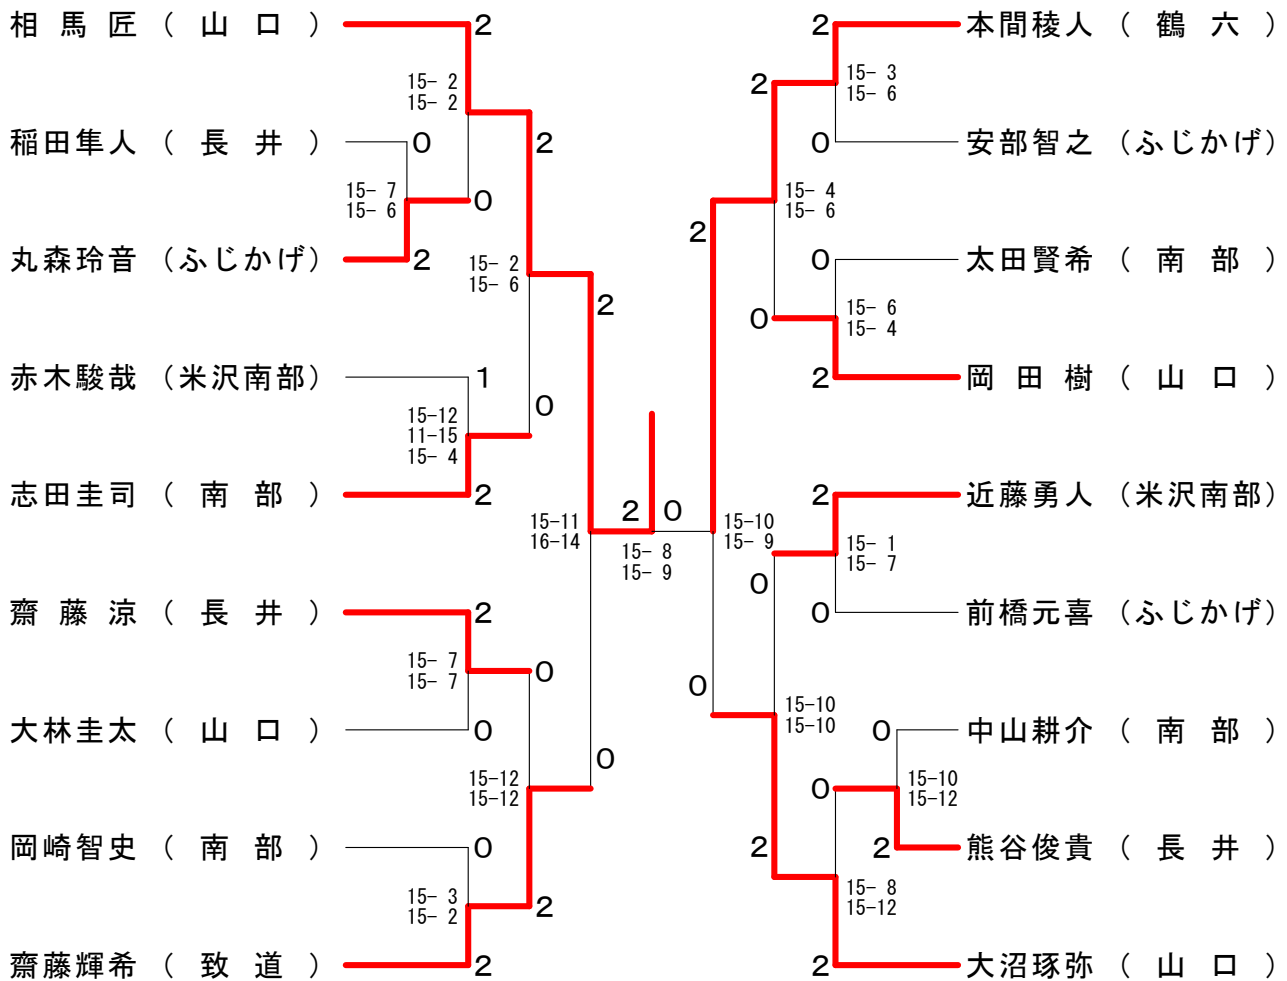 相馬匠 ( 山口 ) 2
15- 2
15- 2
稲田隼人 ( 長井 ) 0
2
15- 7
15- 6
0
丸森玲音 (ふじかげ) 2
15- 2
15- 6
2
赤木駿哉 (米沢南部) 1
0
15-12
11-15
15- 4
志田圭司 ( 南部 ) 2
15-11
16-14
2 0
15- 8
15- 9
齋藤涼 ( 長井 ) 2
15- 7
15- 7
0
大林圭太 ( 山口 ) 0
0
15-12
15-12
岡崎智史 ( 南部 ) 0
15- 3
15- 2
2
齋藤輝希 ( 致道 ) 2
2 本間稜人 ( 鶴六 )
2
15- 3
15- 6
0 安部智之 (ふじかげ)
15- 4
15- 6
2
0 太田賢希 ( 南部 )
0
15- 6
15- 4
2 岡田樹 ( 山口 )
2 近藤勇人 (米沢南部)
15-10
15- 9
15- 1
15- 7
0
0 前橋元喜 (ふじかげ)
0
15-10
15-10
0 中山耕介 ( 南部 )
0
15-10
15-12
2
2 熊谷俊貴 ( 長井 )
15- 8
15-12
2 大沼琢弥 ( 山口 )